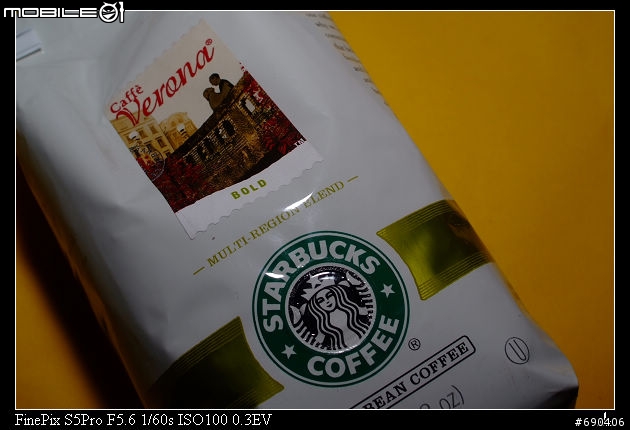 MOBILE01
Caffè
Verona®
BOLD
— MULTI-REGION BLEND —
STARBUCKS
COFFEE
®
BEAN COFFEE
OZ)
U
FinePix S5Pro F5.6 1/60s ISO100 0.3EV
#690406